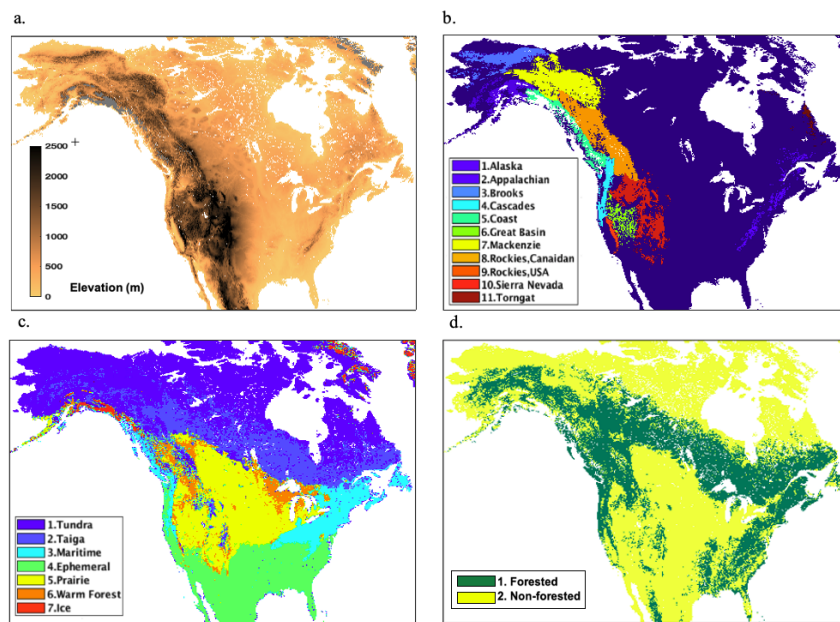 a.
2500
2000
1500
1000
500
0
Elevation (m)
b.
1.Alaska
2.Appalachian
3.Brooks
4.Cascades
5.Coast
6.Great Basin
7.Mackenzie
8.Rockies,Canaidan
9.Rockies,USA
10.Sierra Nevada
11.Torngat
c.
1.Tundra
2.Taiga
3.Maritime
4.Ephemeral
5.Prairie
6.Warm Forest
7.Ice
d.
1. Forested
2. Non-forested